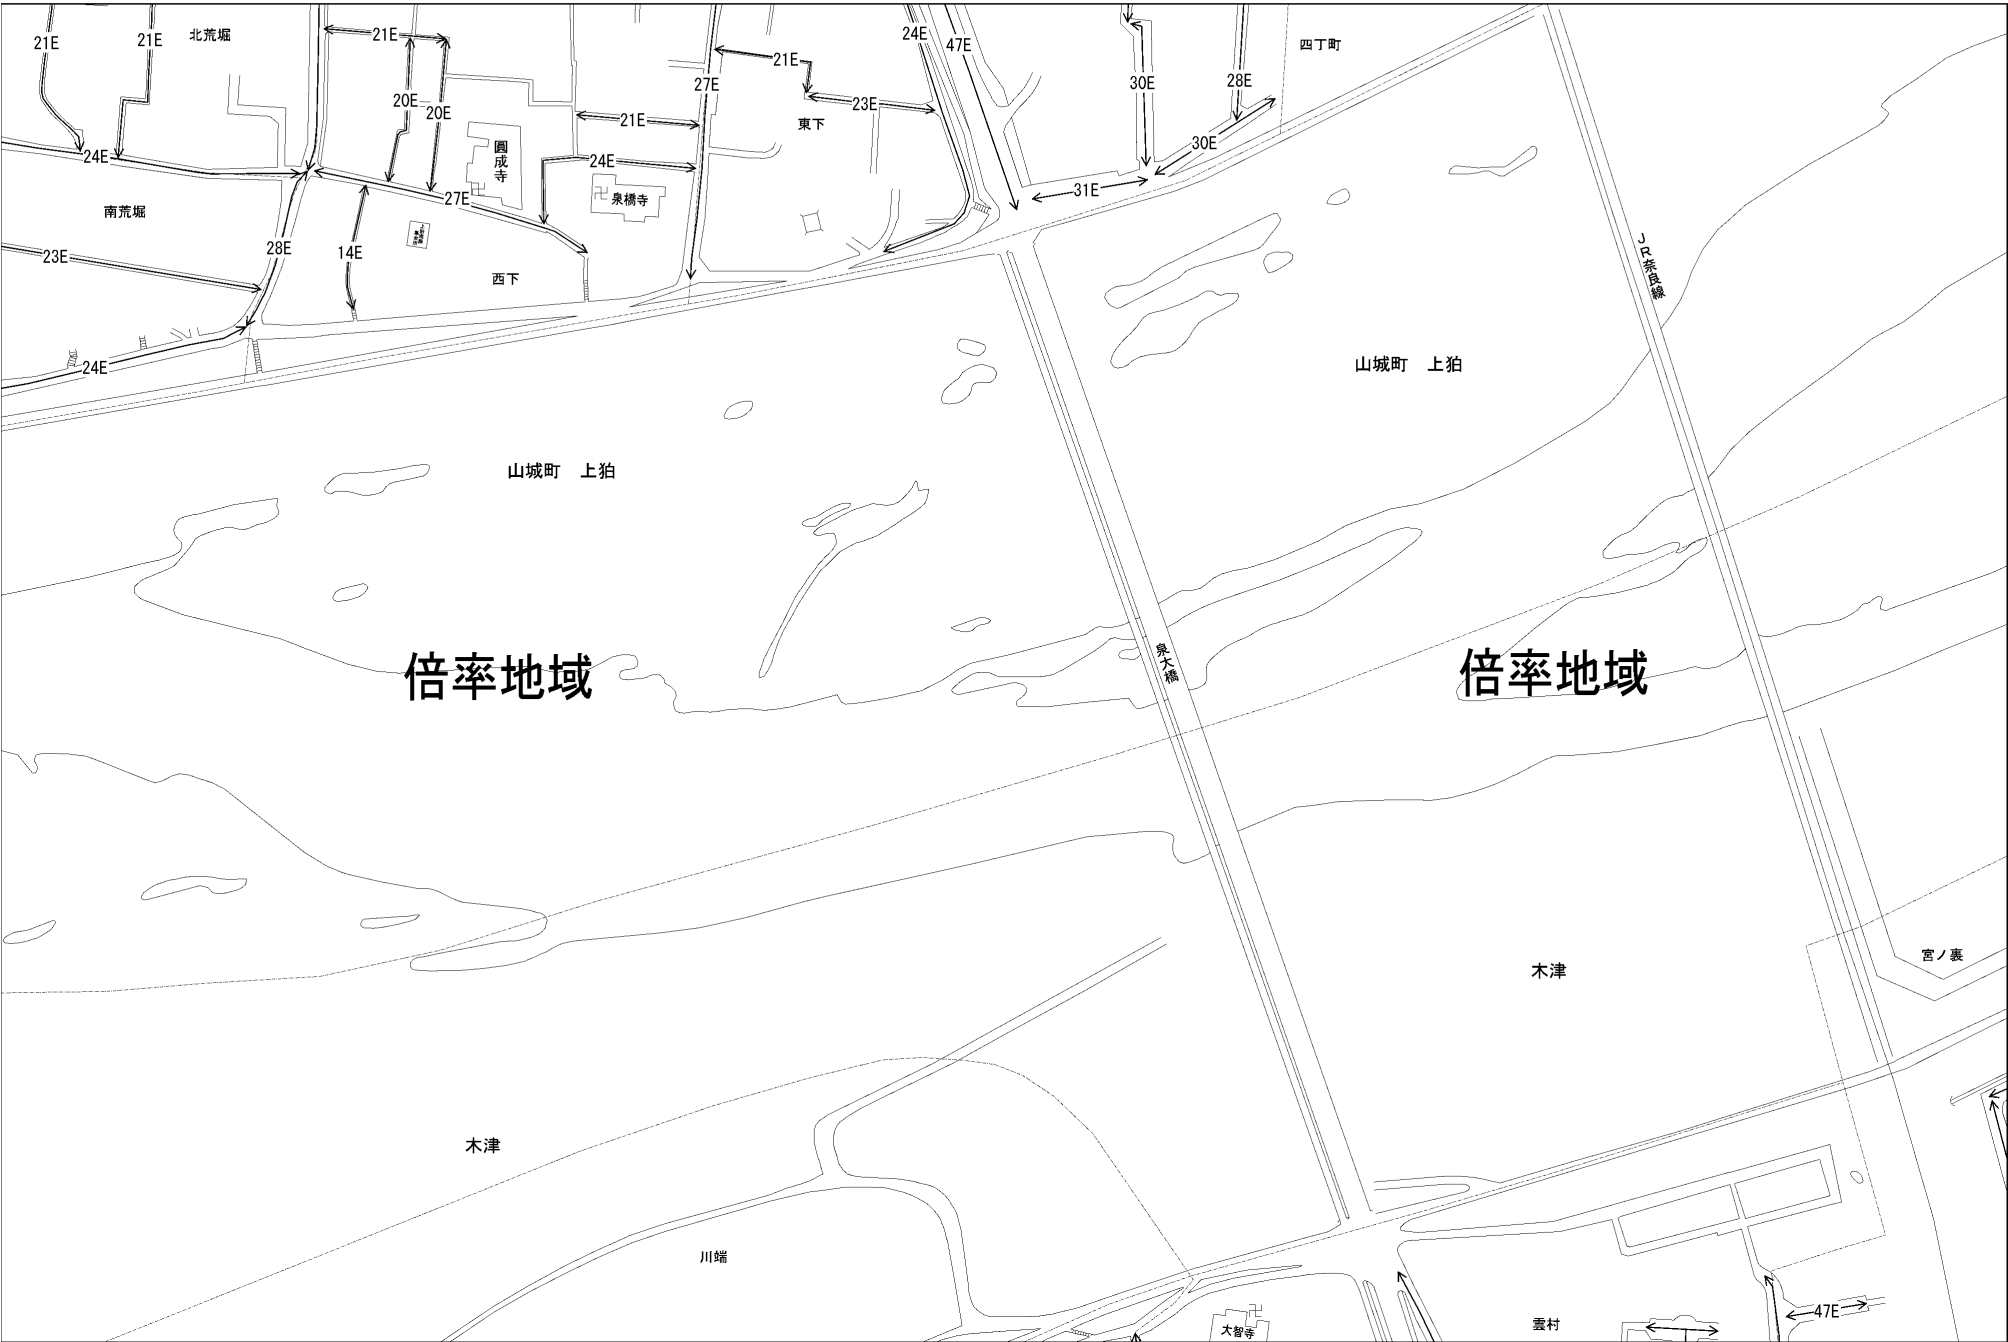 21E
21E
北荒堀
21E
24E
47E
四丁町
21E
27E
30E
28E
20E
20E
23E
21E
東下
24E
圓成寺
24E
30E
27E
泉橋寺
31E
南荒堀
28E
14E
23E
西下
JR奈良線
24E
山城町　上狛
山城町　上狛
倍率地域
泉大橋
倍率地域
宮ノ裏
木津
木津
川端
47E
大智寺
雲村